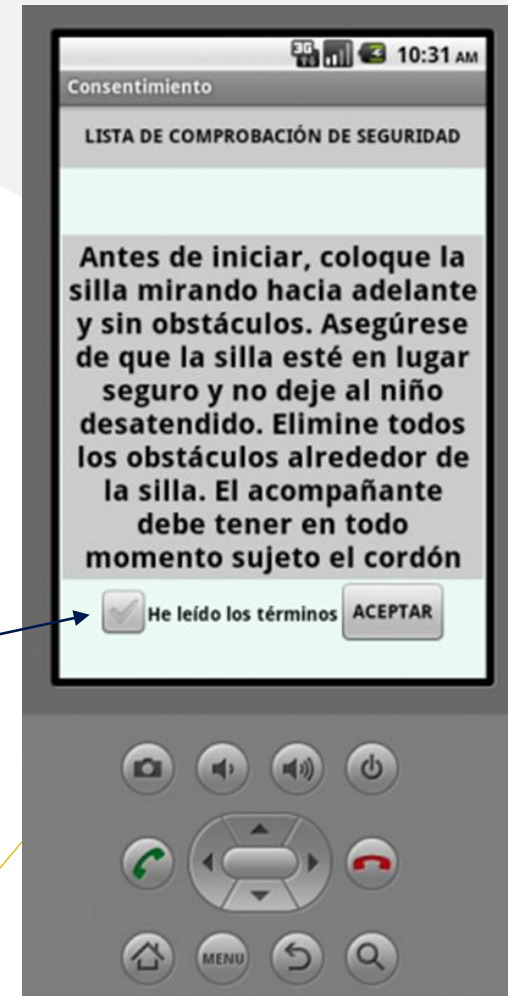 3G
10:31 AM
Consentimiento
LISTA DE COMPROBACIÓN DE SEGURIDAD
Antes de iniciar, coloque la
silla mirando hacia adelante
y sin obstáculos. Asegúrese
de que la silla esté en lugar
seguro y no deje al niño
desatendido. Elimine todos
los obstáculos alrededor de
la silla. El acompañante
debe tener en todo
momento sujeto el cordón
He leído los términos ACEPTAR
MENU